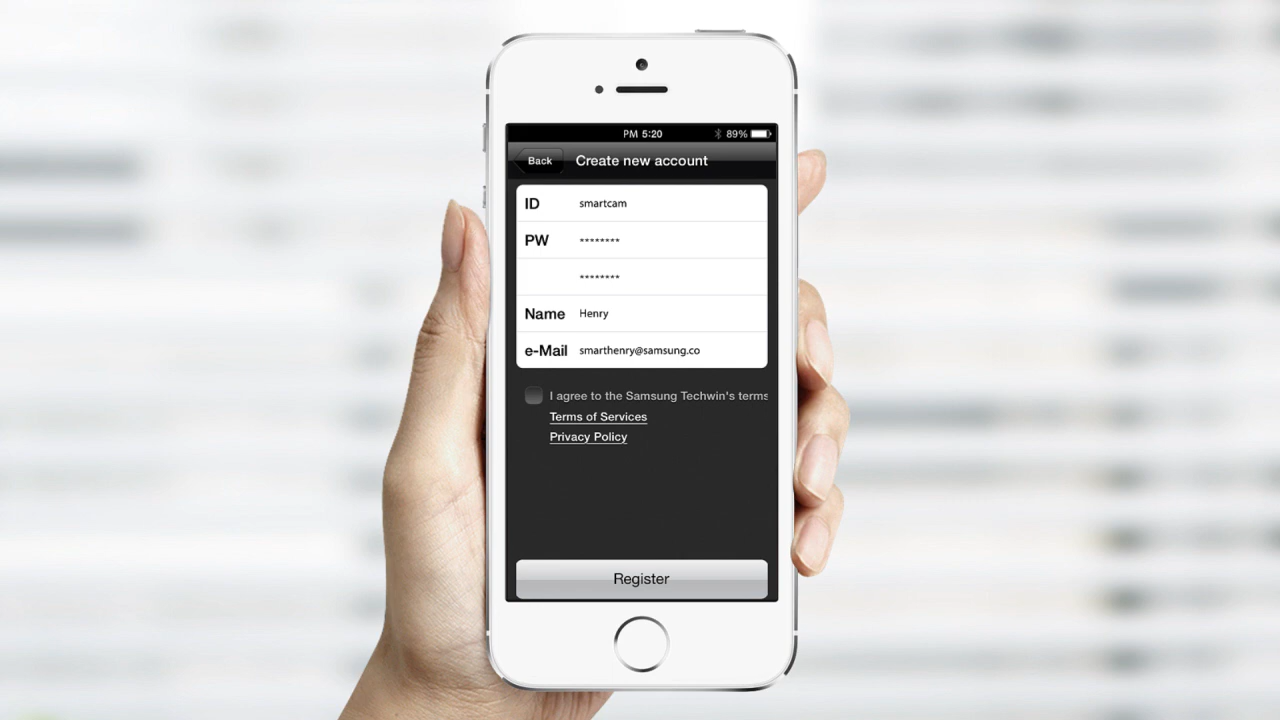 PM 5:20 89%
Back Create new account
ID smartcam
PW ********
********
Name Henry
e-Mail smarthenry@samsung.co
I agree to the Samsung Techwin's terms
Terms of Services
Privacy Policy
Register